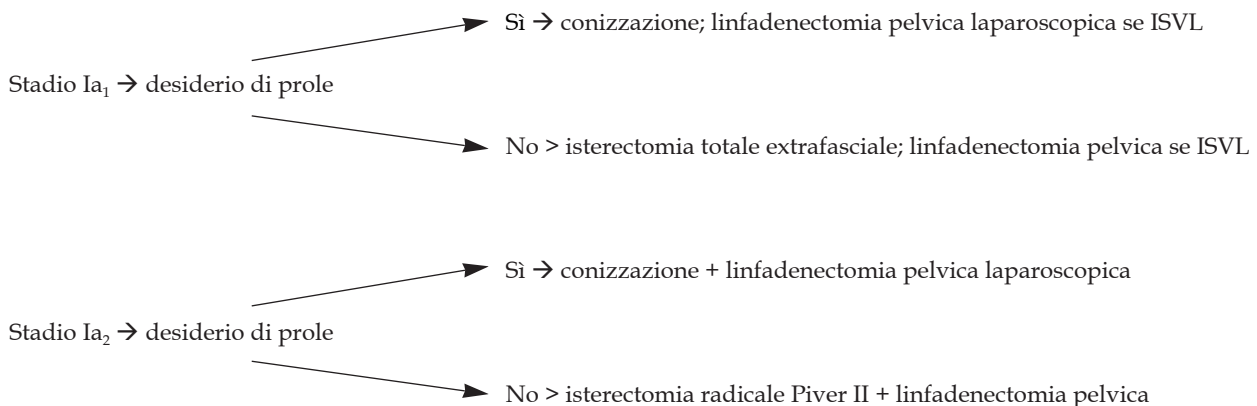 Sì → conizzazione; linfadenectomia pelvica laparoscopica se ISVL
Stadio Ia₁ → desiderio di prole
No > isterectomia totale extrafasciale; linfadenectomia pelvica se ISVL
Sì → conizzazione + linfadenectomia pelvica laparoscopica
Stadio Ia₂ → desiderio di prole
No > isterectomia radicale Piver II + linfadenectomia pelvica